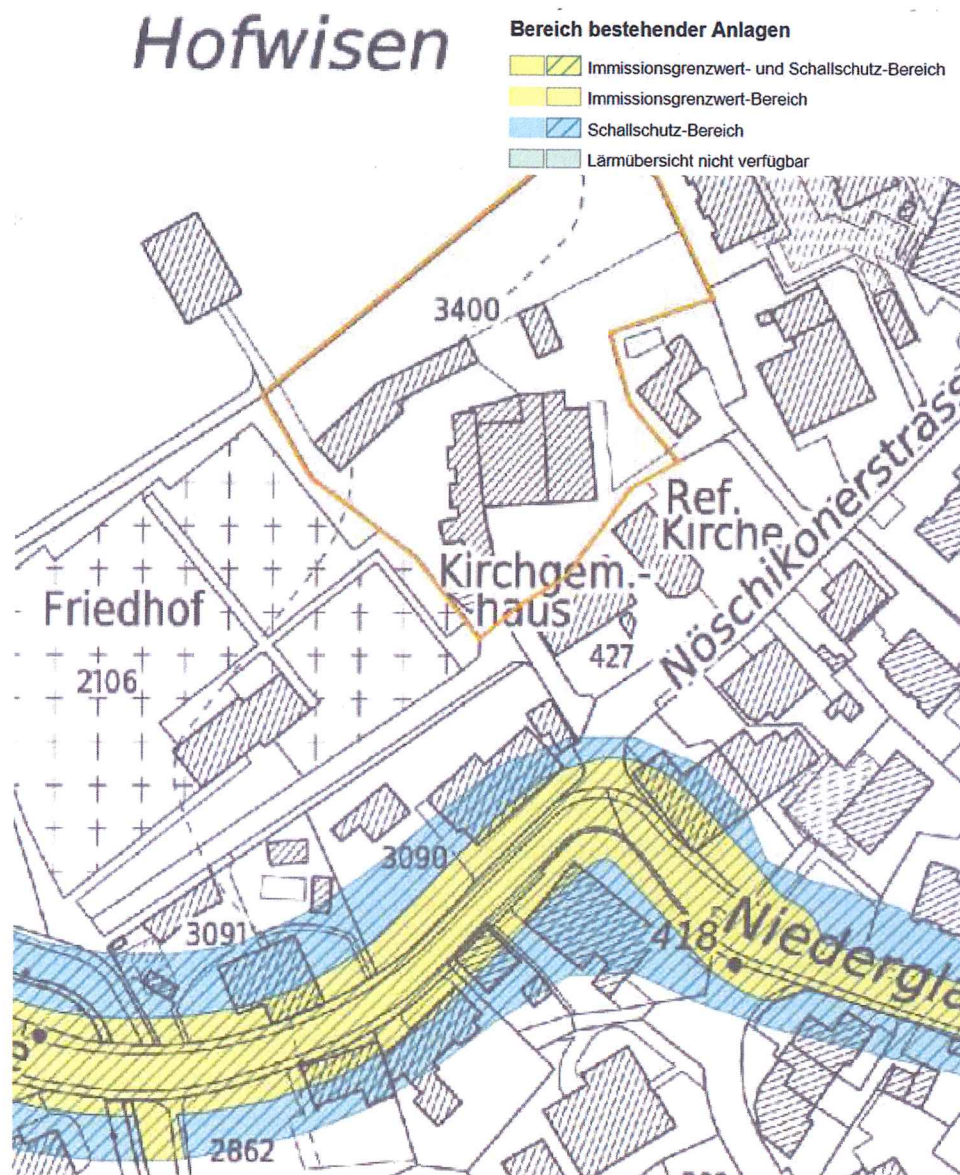 Hofwisen
Bereich bestehender Anlagen
Immissionsgrenzwert- und Schallschutz-Bereich
Immissionsgrenzwert-Bereich
Schallschutz-Bereich
Lärmübersicht nicht verfügbar
3400
Ref.
Kirche
Nöschikonerstrass
Kirchgem.-
haus
Friedhof
427
2106
3090
3091
418
Niedergla
2862